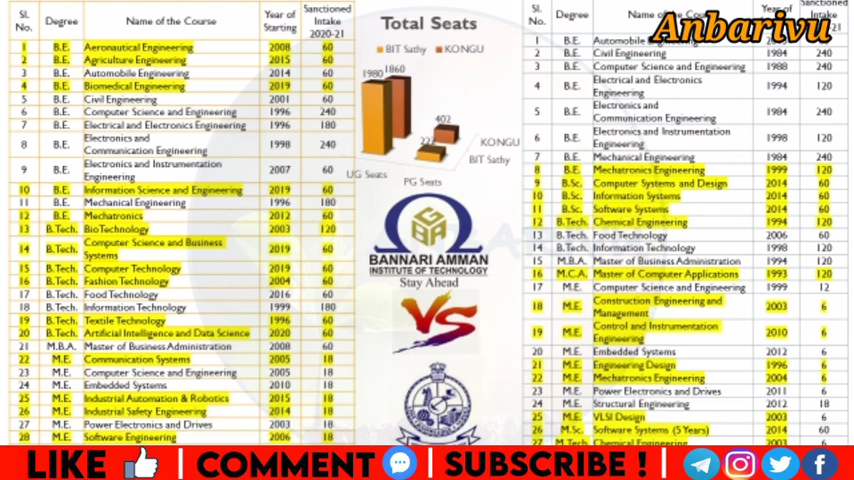 Sl. No. Degree Name of the Course Year of Starting Sanctioned Intake 2020-21
1 B.E. Aeronautical Engineering 2008 60
2 B.E. Agriculture Engineering 2015 60
3 B.E. Automobile Engineering 2014 60
4 B.E. Biomedical Engineering 2019 60
5 B.E. Civil Engineering 2001 60
6 B.E. Computer Science and Engineering 1996 240
7 B.E. Electrical and Electronics Engineering 1996 180
8 B.E. Electronics and Communication Engineering 1998 240
9 B.E. Electronics and Instrumentation Engineering 2007 60
10 B.E. Information Science and Engineering 2019 60
11 B.E. Mechanical Engineering 1996 180
12 B.E. Mechatronics 2012 60
13 B.Tech. BioTechnology 2003 120
14 B.Tech. Computer Science and Business Systems 2019 60
15 B.Tech. Computer Technology 2019 60
16 B.Tech. Fashion Technology 2004 60
17 B.Tech. Food Technology 2016 60
18 B.Tech. Information Technology 1999 180
19 B.Tech. Textile Technology 1996 60
20 B.Tech. Artificial Intelligence and Data Science 2020 60
21 M.B.A. Master of Business Administration 2008 60
22 M.E. Communication Systems 2005 18
23 M.E. Computer Science and Engineering 2005 18
24 M.E. Embedded Systems 2010 18
25 M.E. Industrial Automation & Robotics 2015 18
26 M.E. Industrial Safety Engineering 2014 18
27 M.E. Power Electronics and Drives 2003 18
28 M.E. Software Engineering 2006 18
Total Seats
BIT Sathy KONGU
1980 1860
402
222
KONGU
BIT Sathy
UG Seats
PG Seats
BANNARI AMMAN
INSTITUTE OF TECHNOLOGY
Stay Ahead
VS
Anbarivu
Sl. No. Degree Name of the Year of Starting Sanctioned Intake
1 B.E. Automobile
2 B.E. Civil Engineering 1984 240
3 B.E. Computer Science and Engineering 1988 240
4 B.E. Electrical and Electronics Engineering 1994 120
5 B.E. Electronics and Communication Engineering 1984 240
6 B.E. Electronics and Instrumentation Engineering 1998 120
7 B.E. Mechanical Engineering 1984 240
8 B.E. Mechatronics Engineering 1999 120
9 B.Sc. Computer Systems and Design 2014 60
10 B.Sc. Information Systems 2014 60
11 B.Sc. Software Systems 2014 60
12 B.Tech. Chemical Engineering 1994 120
13 B.Tech. Food Technology 2006 60
14 B.Tech. Information Technology 1998 120
15 M.B.A. Master of Business Administration 1994 120
16 M.C.A. Master of Computer Applications 1993 120
17 M.E. Computer Science and Engineering 1999 12
18 M.E. Construction Engineering and Management 2003 6
19 M.E. Control and Instrumentation Engineering 2010 6
20 M.E. Embedded Systems 2012 6
21 M.E. Engineering Design 1996 6
22 M.E. Mechatronics Engineering 2004 6
23 M.E. Power Electronics and Drives 2011 6
24 M.E. Structural Engineering 2012 18
25 M.E. VLSI Design 2003 6
26 M.Sc. Software Systems (5 Years) 2014 60
27 M.Tech. Chemical Engineering 2003 6
LIKE | COMMENT | SUBSCRIBE ! |